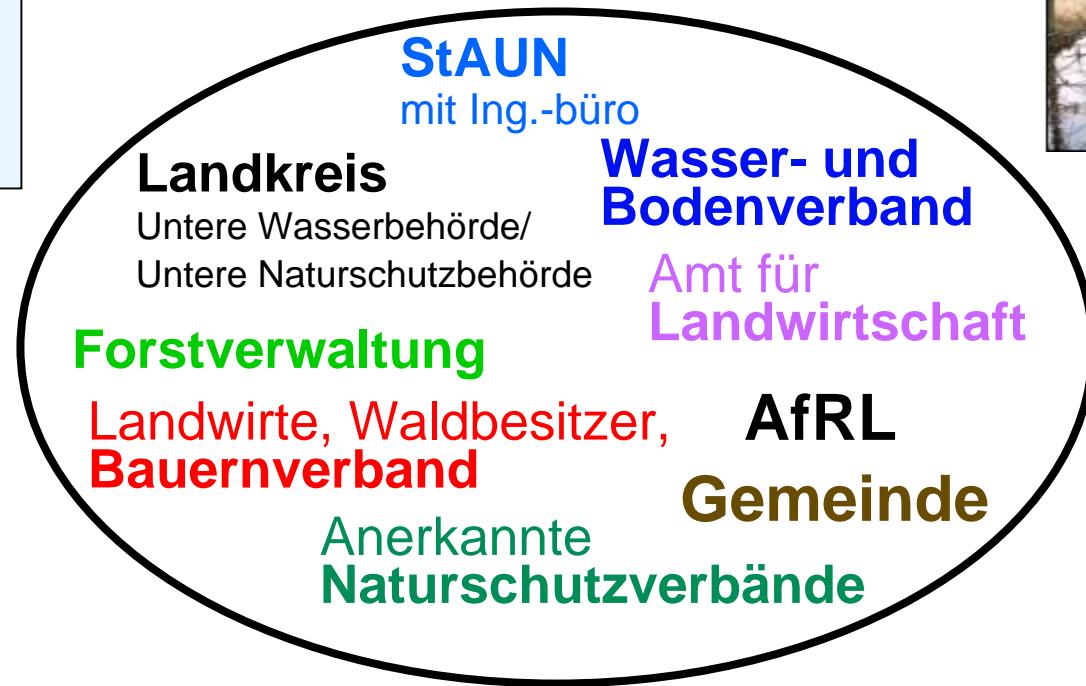 StAUN
mit Ing.-büro
Landkreis
Untere Wasserbehörde/
Untere Naturschutzbehörde
Wasser- und
Bodenverband
Amt für
Landwirtschaft
Forstverwaltung
Landwirte, Waldbesitzer,
Bauernverband
AfRL
Gemeinde
Anerkannte
Naturschutzverbände